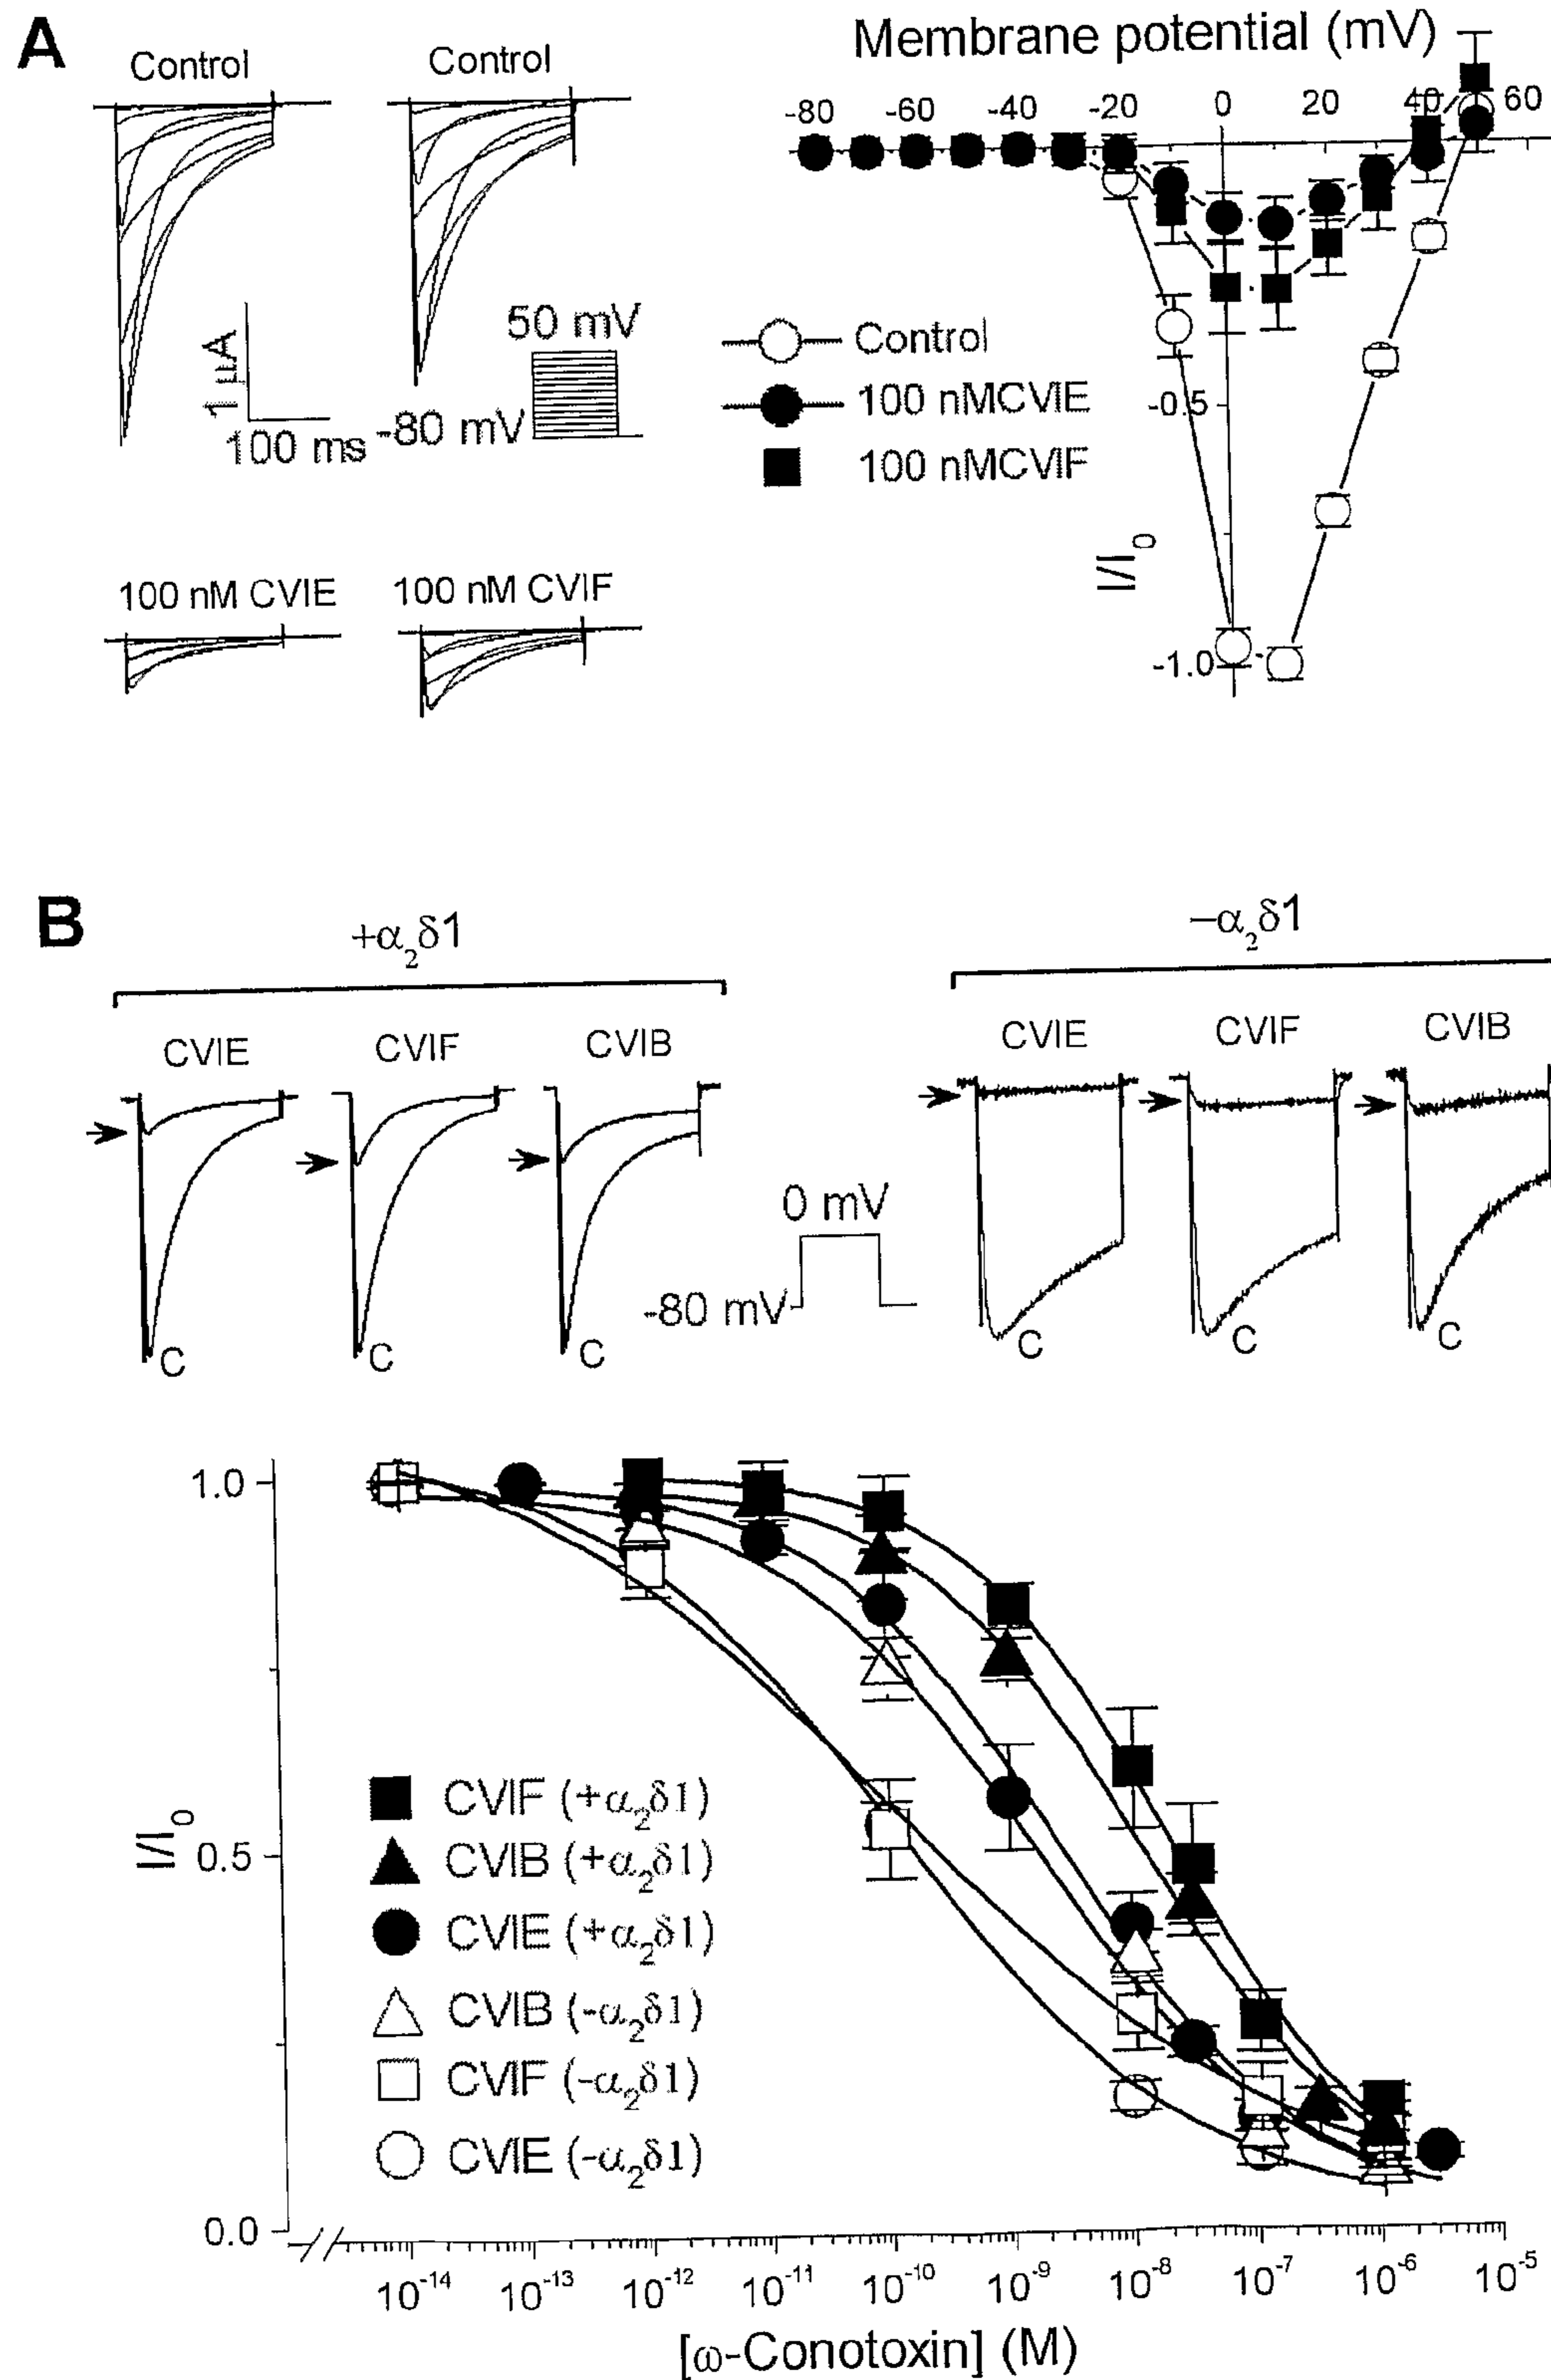 A
Control
Control
1 µA
100 ms
50 mV
-80 mV
100 nM CVIE
100 nM CVIF
Membrane potential (mV)
-80 -60 -40 -20 0 20 40 60
Control
100 nMCVIE
100 nMCVIF
-0.5
-1.0
I/I₀
B
+α₂δ1
−α₂δ1
CVIE
CVIF
CVIB
CVIE
CVIF
CVIB
C
C
C
0 mV
-80 mV
C
C
C
1.0
0.5
0.0
I/I₀
CVIF (+α₂δ1)
CVIB (+α₂δ1)
CVIE (+α₂δ1)
CVIB (-α₂δ1)
CVIF (-α₂δ1)
CVIE (-α₂δ1)
10⁻¹⁴ 10⁻¹³ 10⁻¹² 10⁻¹¹ 10⁻¹⁰ 10⁻⁹ 10⁻⁸ 10⁻⁷ 10⁻⁶ 10⁻⁵
[ω-Conotoxin] (M)